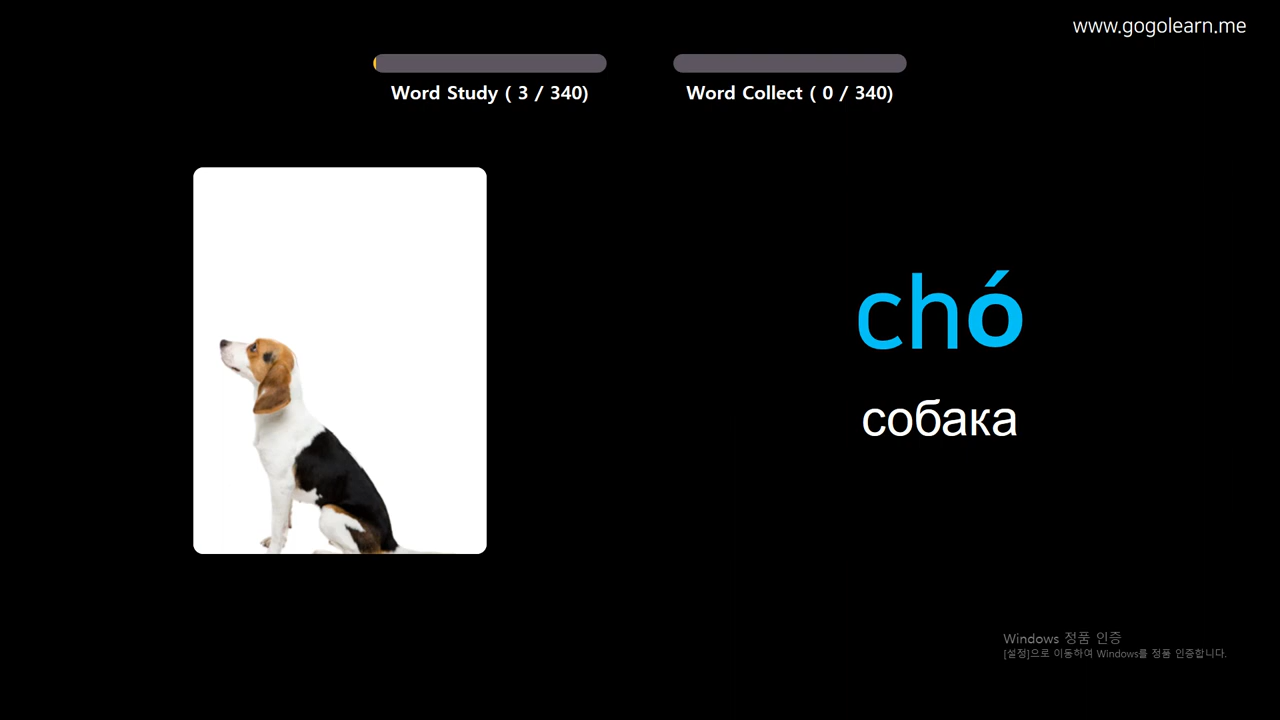 www.gogolearn.me
Word Study ( 3 / 340)
Word Collect ( 0 / 340)
chó
собака
Windows 정품 인증
[설정]으로 이동하여 Windows를 정품 인증합니다.